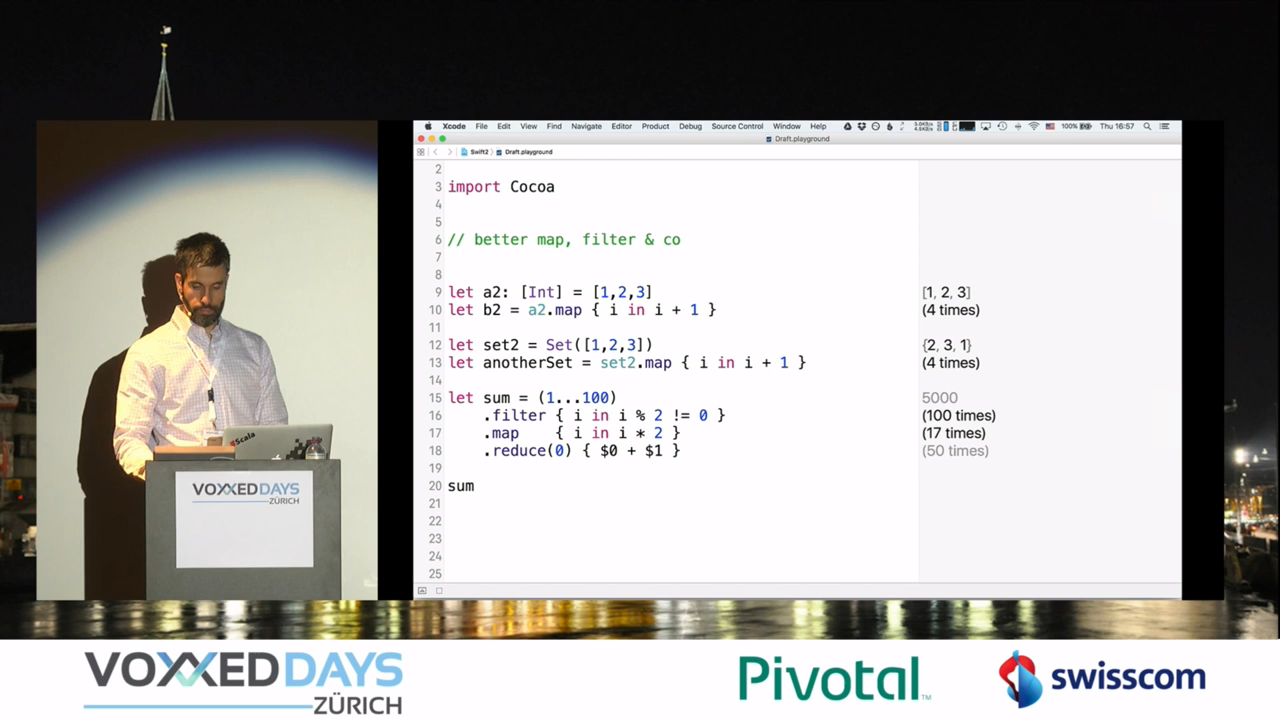 Xcode File Edit View Find Navigate Editor Product Debug Source Control Window Help 100% Thu 16:57
Draft.playground
Swift2 Draft.playground
2
3 import Cocoa
4
5
6 // better map, filter & co
7
8
9 let a2: [Int] = [1,2,3] [1, 2, 3]
10 let b2 = a2.map { i in i + 1 } (4 times)
11
12 let set2 = Set([1,2,3]) {2, 3, 1}
13 let anotherSet = set2.map { i in i + 1 } (4 times)
14
15 let sum = (1...100) 5000
16 .filter { i in i % 2 != 0 } (100 times)
17 .map { i in i * 2 } (17 times)
18 .reduce(0) { $0 + $1 } (50 times)
19
20 sum
21
22
23
24
25
Scala
VOXXED DAYS
ZÜRICH
VOXXED DAYS
ZÜRICH
Pivotal™
swisscom